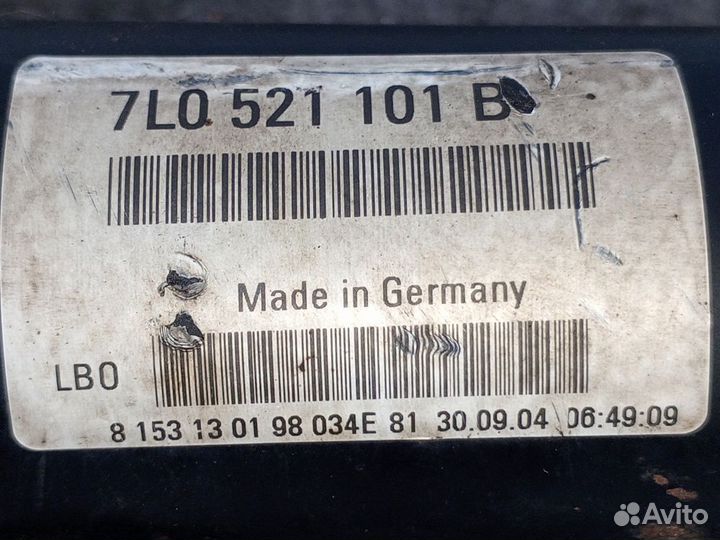 7L0 521 101 B
Made in Germany
LB0
8 153 13 01 98 034E 81 30.09.04 06:49:09
Avito